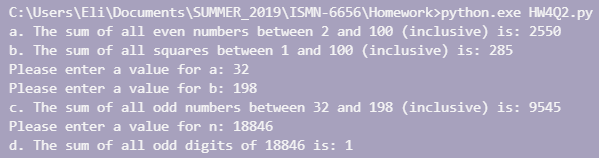 C:\Users\Eli\Documents\SUMMER_2019\ISMN-6656\Homework>python.exe HW4Q2.py
a. The sum of all even numbers between 2 and 100 (inclusive) is: 2550
b. The sum of all squares between 1 and 100 (inclusive) is: 285
Please enter a value for a: 32
Please enter a value for b: 198
c. The sum of all odd numbers between 32 and 198 (inclusive) is: 9545
Please enter a value for n: 18846
d. The sum of all odd digits of 18846 is: 1